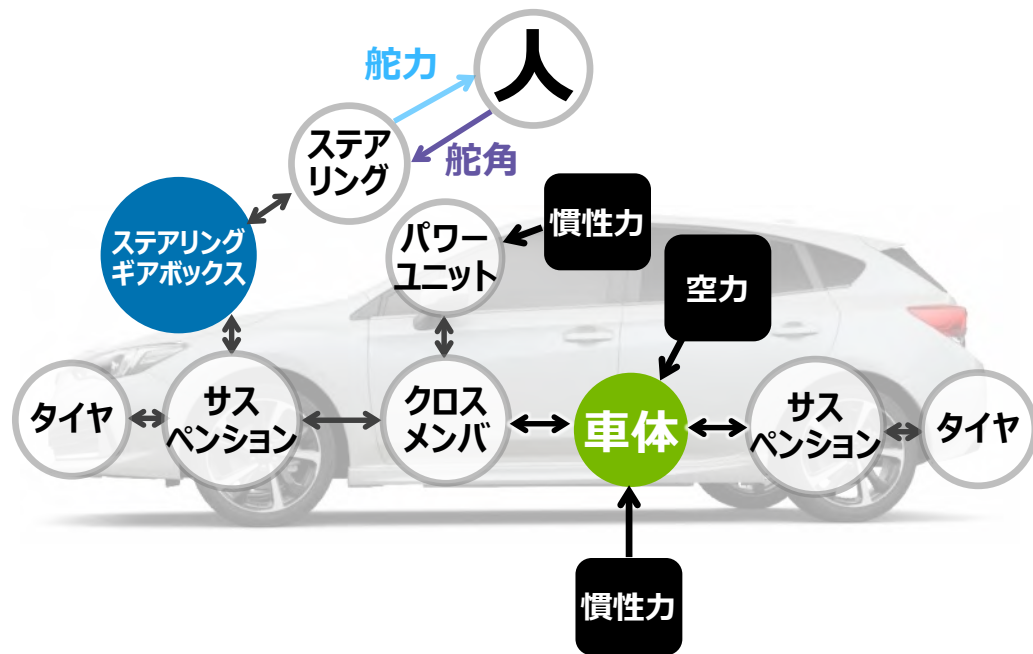 人
舵力
舵角
ステア
リング
ステアリング
ギアボックス
パワー
ユニット
慣性力
空力
タイヤ
サス
ペンション
クロス
メンバ
車体
サス
ペンション
タイヤ
慣性力